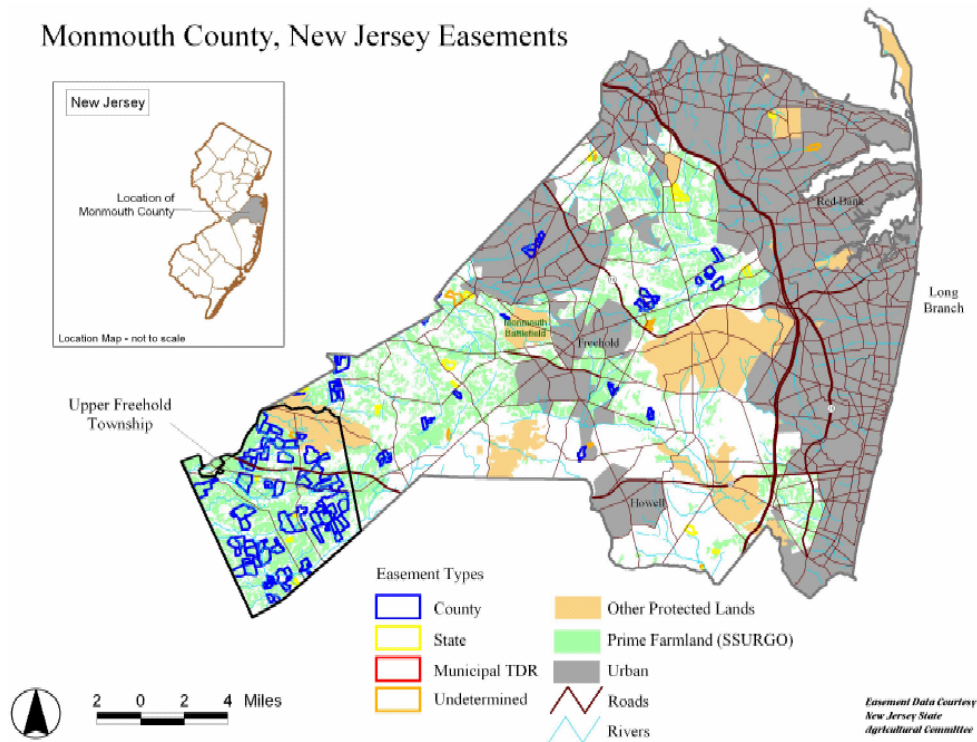 Monmouth County, New Jersey Easements
New Jersey
Location of
Monmouth County
Location Map - not to scale
Red Bank
Long
Branch
Monmouth
Battlefield
Freehold
Upper Freehold
Township
Howell
Easement Types
County
State
Municipal TDR
Undetermined
Other Protected Lands
Prime Farmland (SSURGO)
Urban
Roads
Rivers
2 0 2 4 Miles
Easement Data Courtesy
New Jersey State
Agricultural Committee